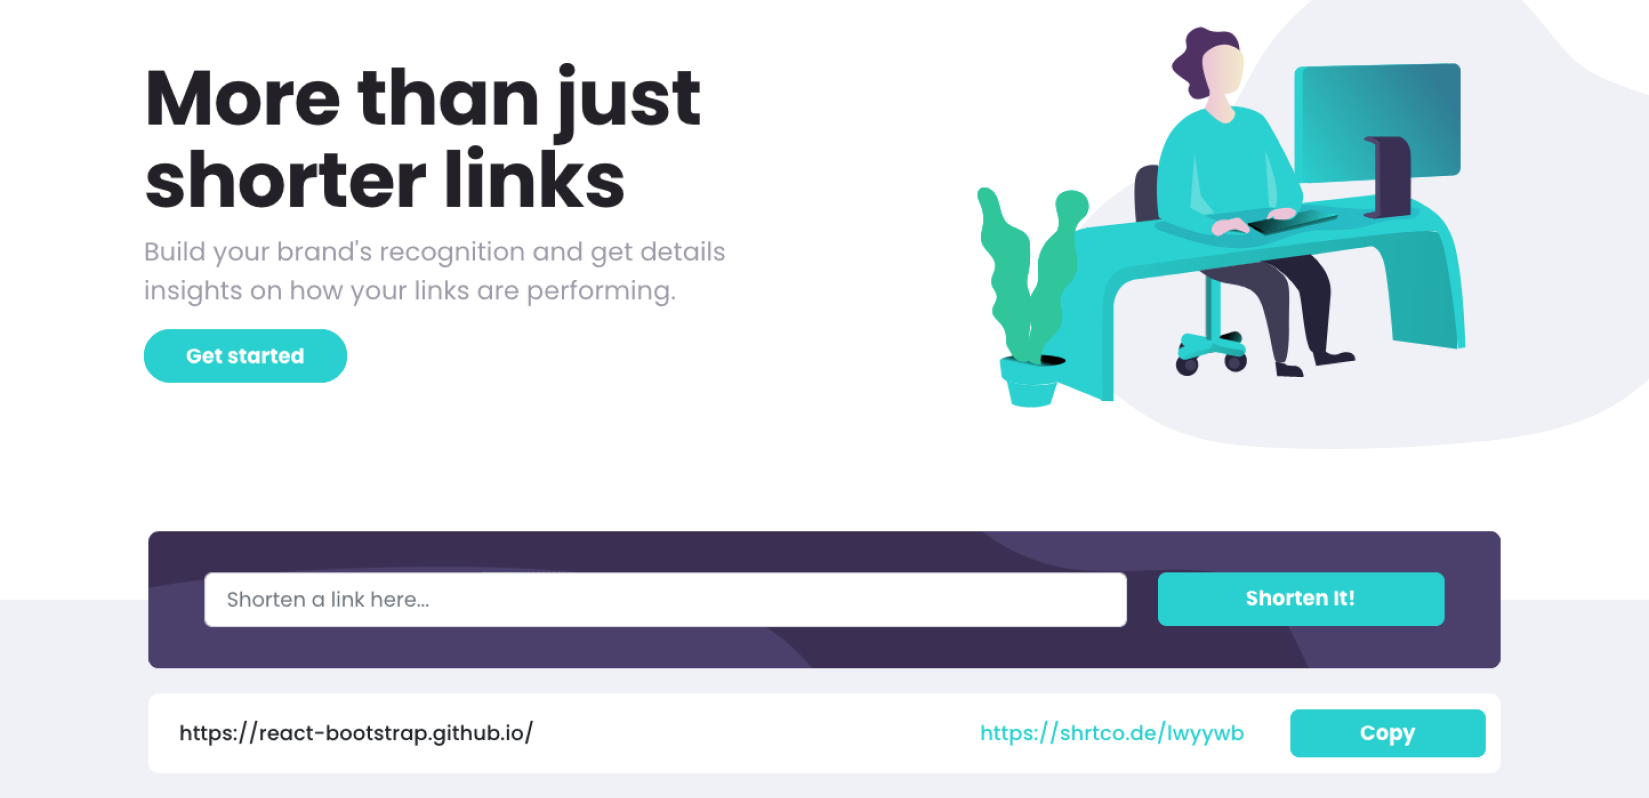 More than just
shorter links
Build your brand's recognition and get details
insights on how your links are performing.
Get started
Shorten a link here...
Shorten It!
https://react-bootstrap.github.io/
https://shrtco.de/lwyywb
Copy